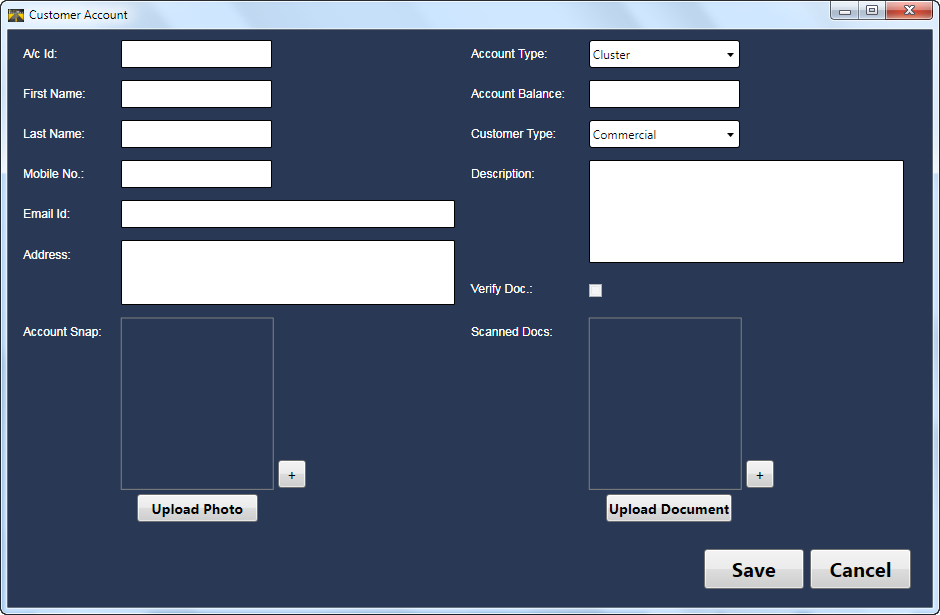 Customer Account
A/c Id:
Account Type:
Cluster
First Name:
Account Balance:
Last Name:
Customer Type:
Commercial
Mobile No.:
Description:
Email Id:
Address:
Verify Doc.:
Account Snap:
Scanned Docs:
+
+
Upload Photo
Upload Document
Save
Cancel